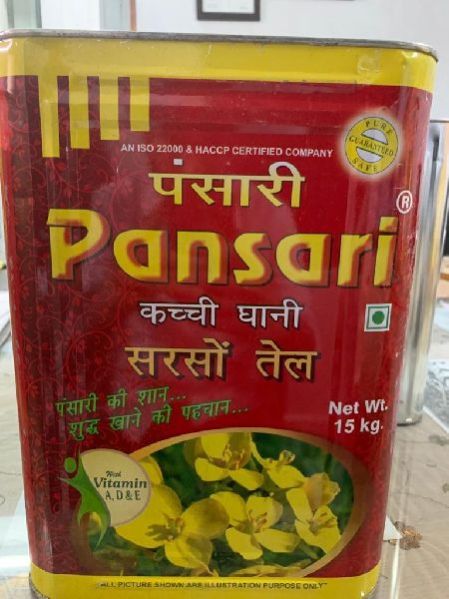 AN ISO 22000 & HACCP CERTIFIED COMPANY
PURE
GUARANTEED
SAFE
पंसारी
®
Pansari
कच्ची घानी
सरसों तेल
पंसारी की शान...
शुद्ध खाने की पहचान...
Net Wt.
15 kg.
With
Vitamin
A, D & E
"ALL PICTURE SHOWN ARE ILLUSTRATION PURPOSE ONLY"